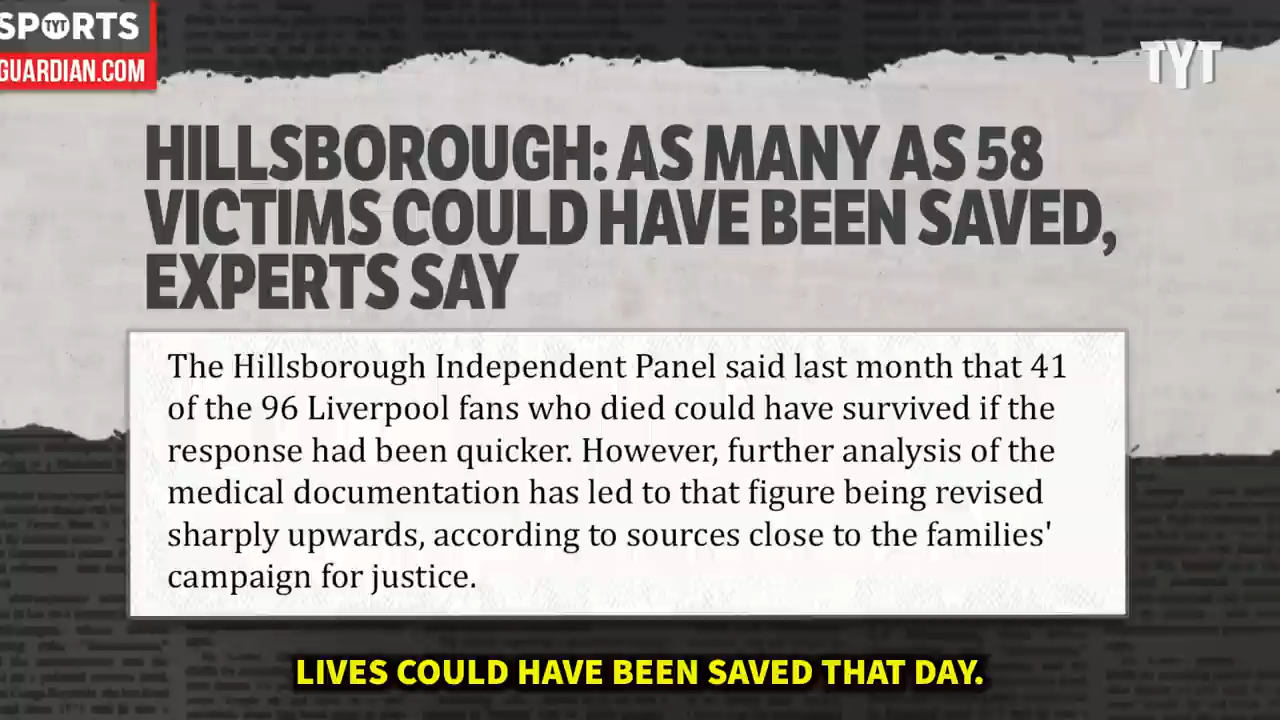 SPORTS
TYT
GUARDIAN.COM
TYT
HILLSBOROUGH: AS MANY AS 58
VICTIMS COULD HAVE BEEN SAVED,
EXPERTS SAY
The Hillsborough Independent Panel said last month that 41
of the 96 Liverpool fans who died could have survived if the
response had been quicker. However, further analysis of the
medical documentation has led to that figure being revised
sharply upwards, according to sources close to the families'
campaign for justice.
LIVES COULD HAVE BEEN SAVED THAT DAY.